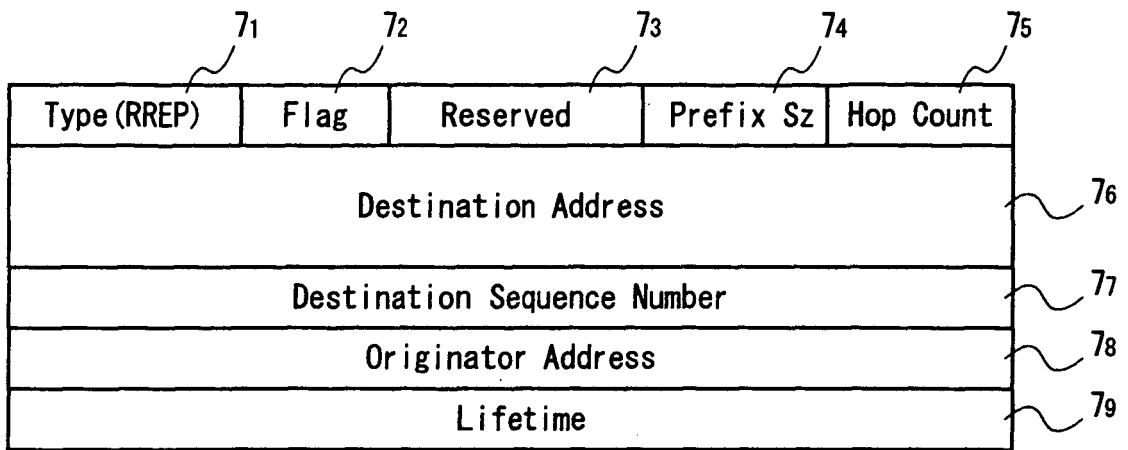 71 72 73 74 75
Type(RREP) Flag Reserved Prefix Sz Hop Count
Destination Address 76
Destination Sequence Number 77
Originator Address 78
Lifetime 79